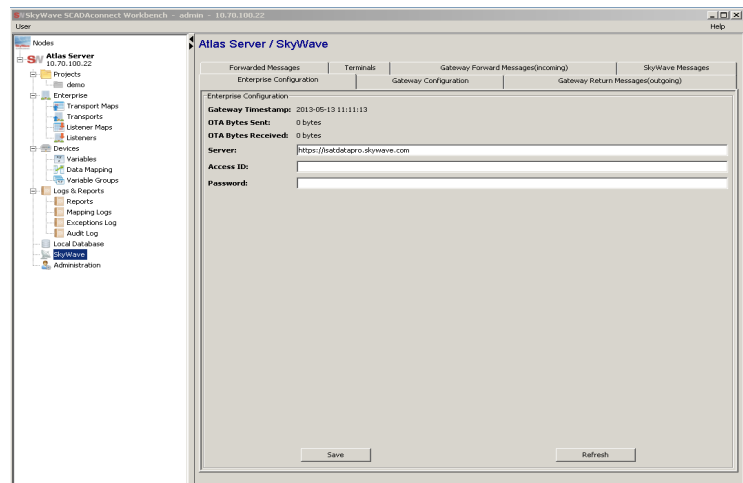 SkyWave SCADAconnect Workbench - admin - 10.70.100.22
User Help
Nodes
Atlas Server
10.70.100.22
Projects
demo
Enterprise
Transport Maps
Transports
Listener Maps
Listeners
Devices
Variables
Data Mapping
Variable Groups
Logs & Reports
Reports
Mapping Logs
Exceptions Log
Audit Log
Local Database
SkyWave
Administration
Atlas Server / SkyWave
Forwarded Messages Terminals Gateway Forward Messages(incoming) SkyWave Messages
Enterprise Configuration Gateway Configuration Gateway Return Messages(outgoing)
Enterprise Configuration
Gateway Timestamp: 2013-05-13 11:11:13
OTA Bytes Sent: 0 bytes
OTA Bytes Received: 0 bytes
Server: https://isatdatapro.skywave.com
Access ID:
Password:
Save Refresh